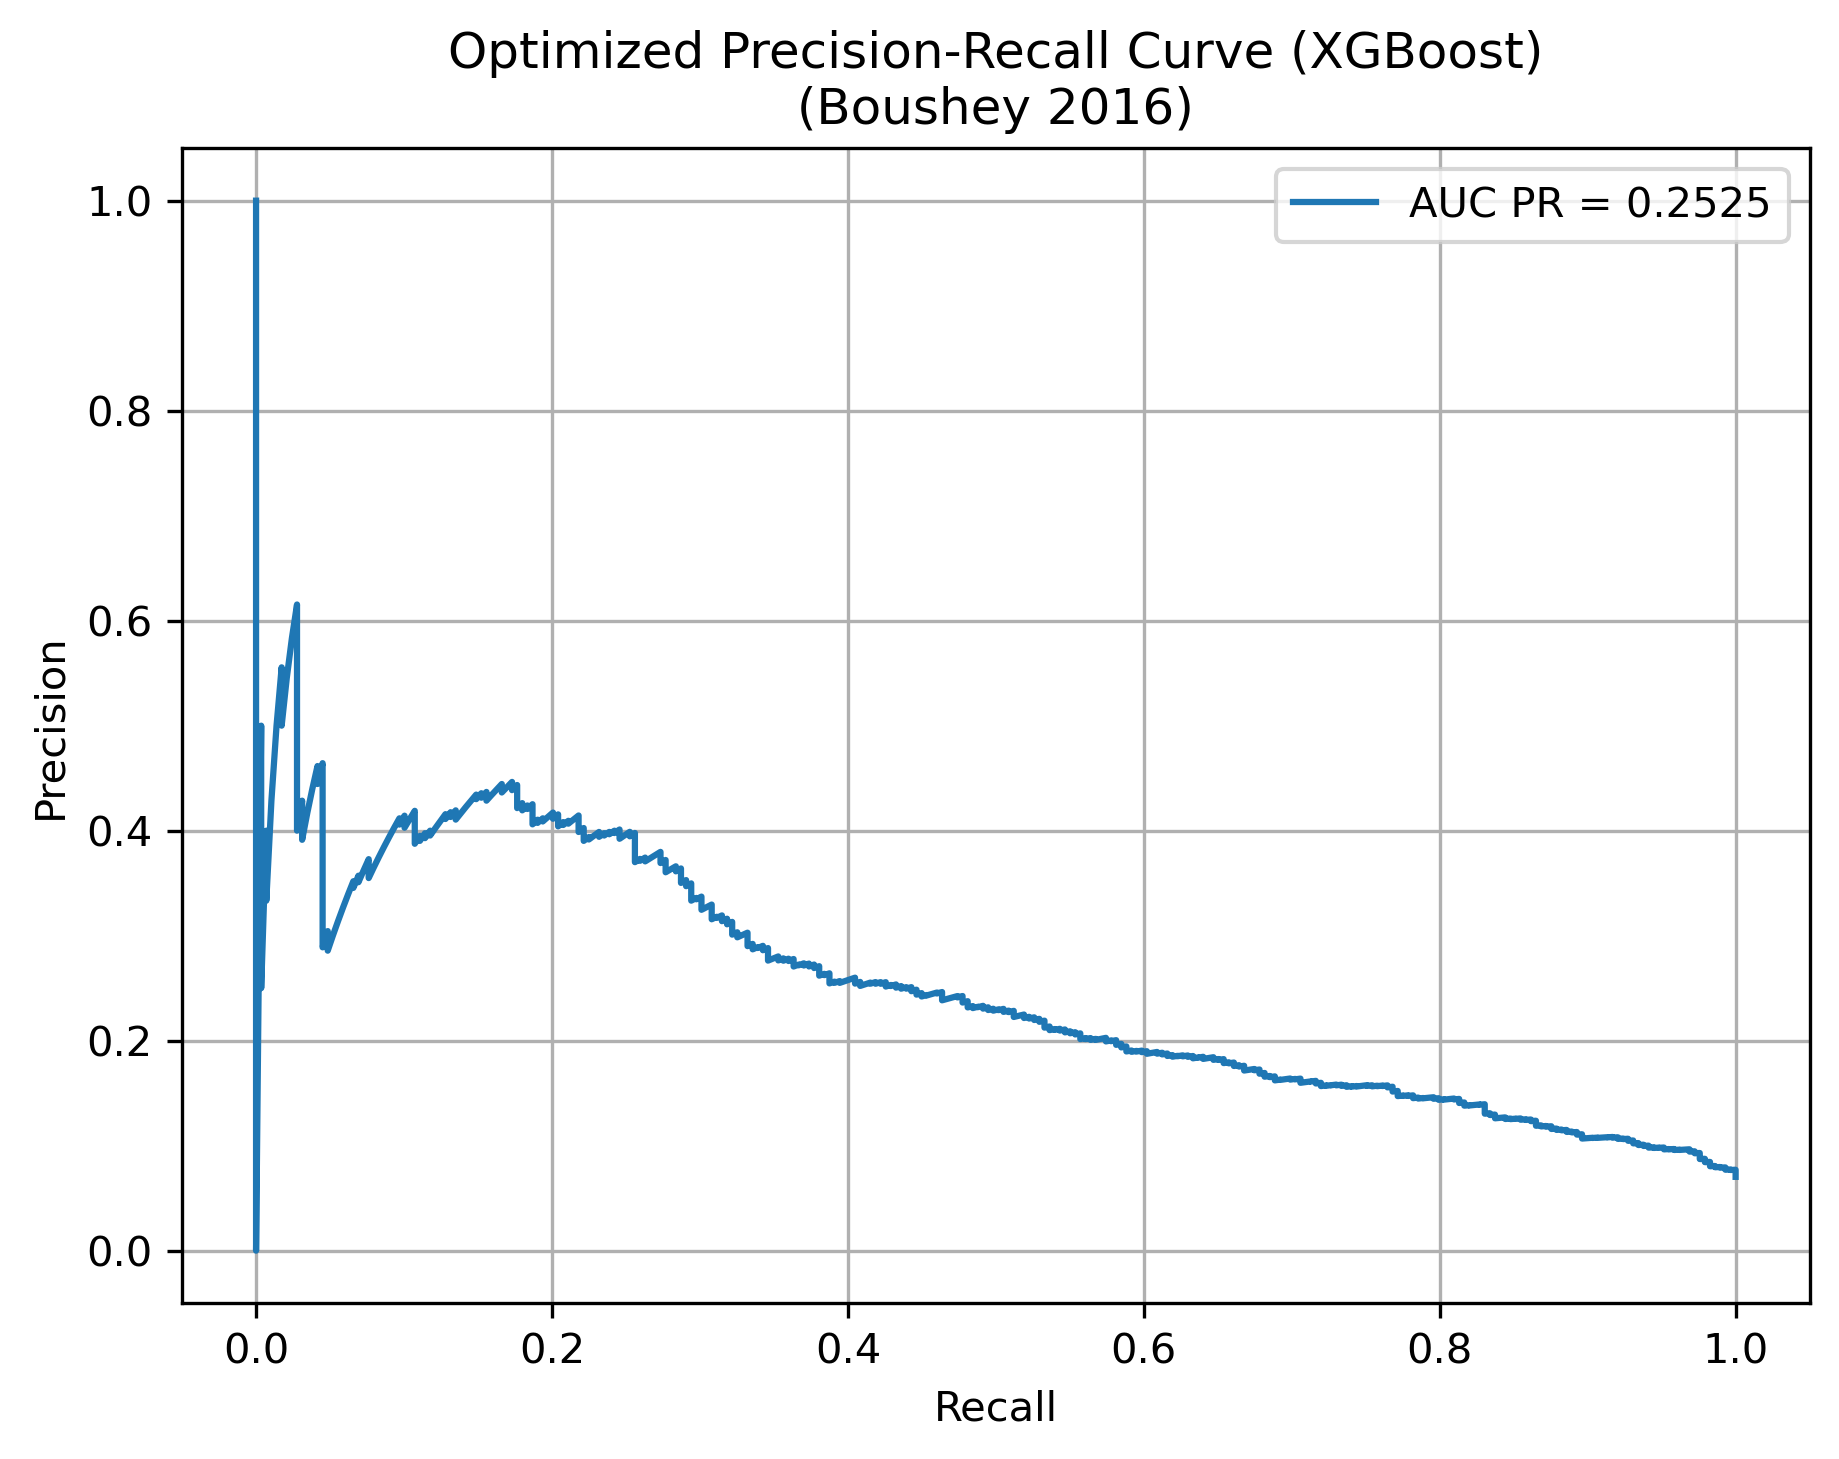 Optimized Precision-Recall Curve (XGBoost)
(Boushey 2016)
AUC PR = 0.2525
1.0
0.8
0.6
0.4
0.2
0.0
Precision
0.0 0.2 0.4 0.6 0.8 1.0
Recall